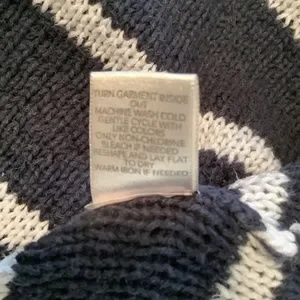 TURN GARMENT INSIDE
OUT
MACHINE WASH COLD
GENTLE CYCLE WITH
LIKE COLORS
ONLY NON-CHLORINE
BLEACH IF NEEDED
RESHAPE AND LAY FLAT
TO DRY
WARM IRON IF NEEDED